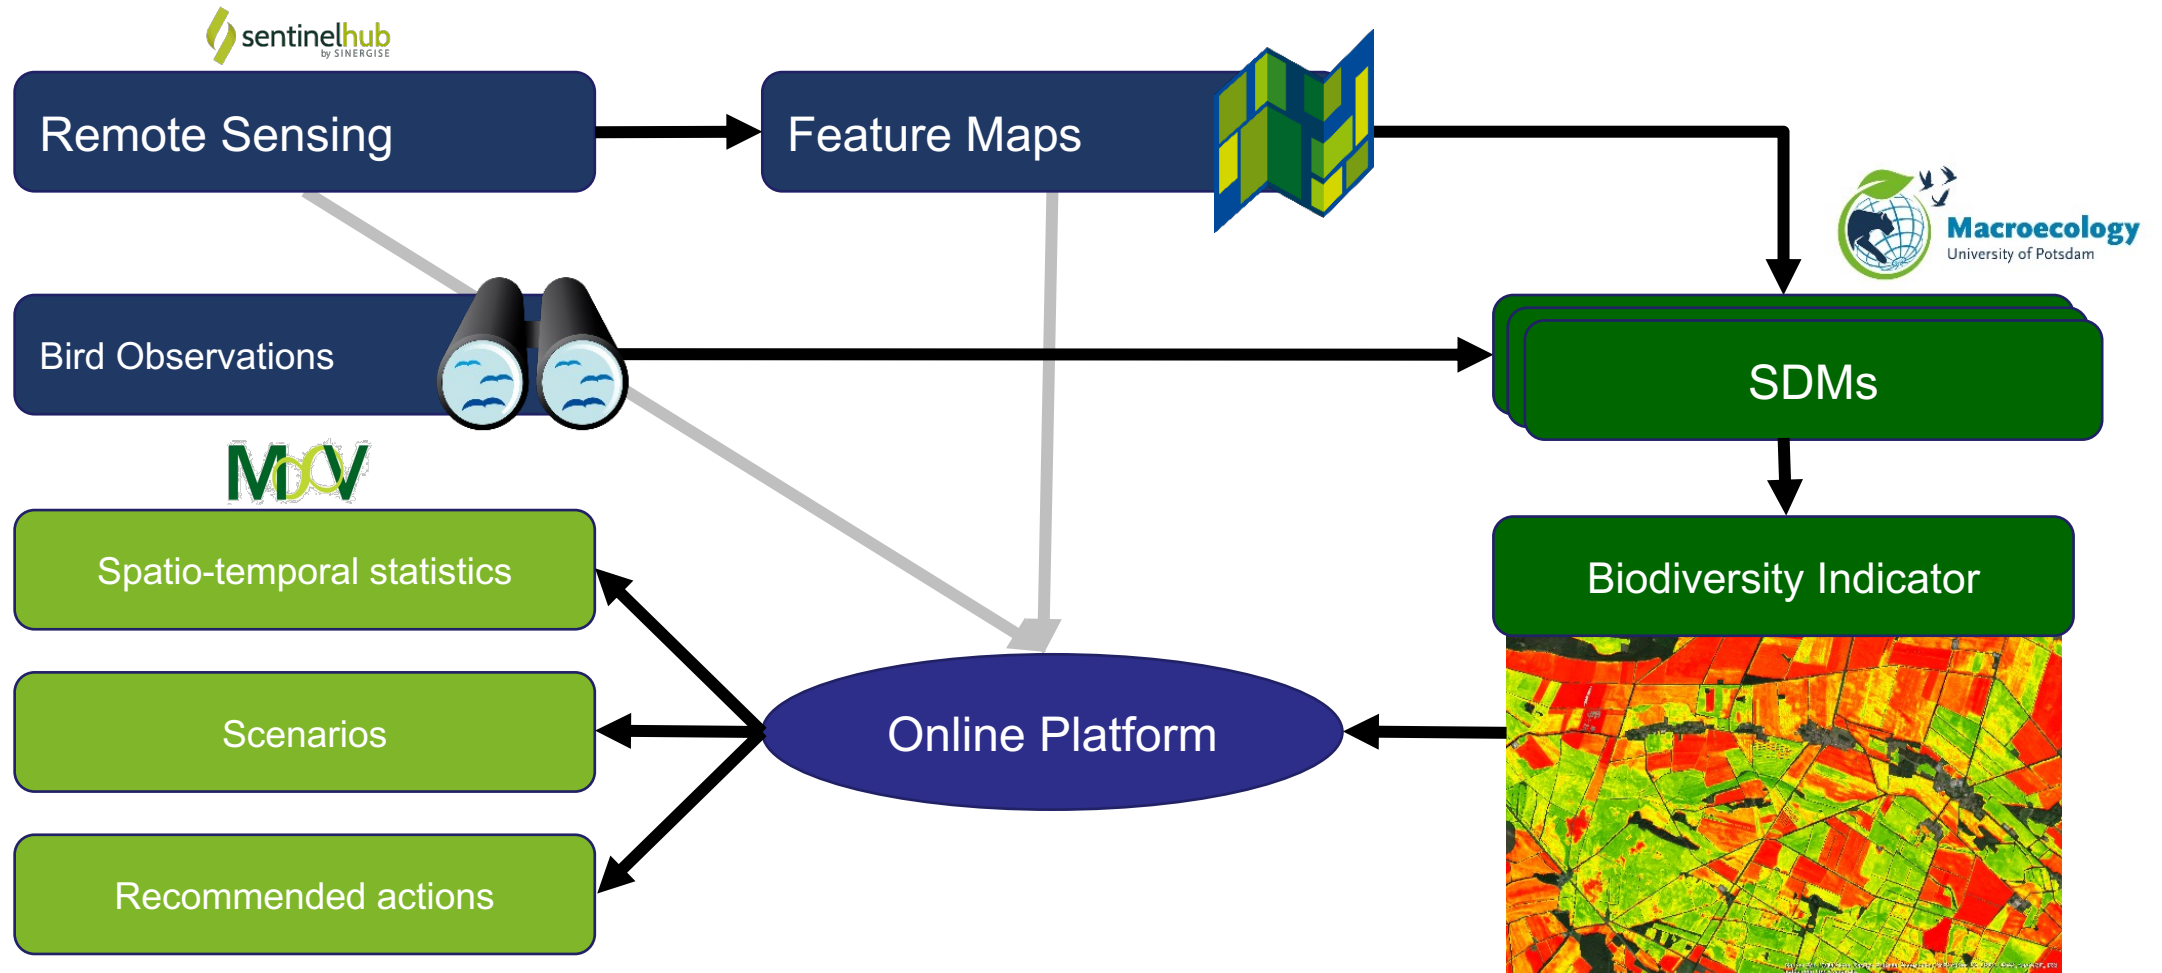 sentinelhub
by SINERGISE
Remote Sensing
Feature Maps
Macroecology
University of Potsdam
Bird Observations
SDMs
MOOV
Spatio-temporal statistics
Biodiversity Indicator
Scenarios
Online Platform
Recommended actions